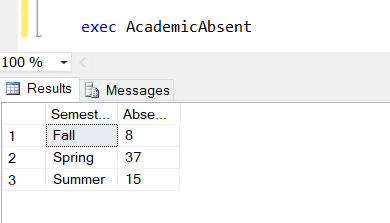 exec AcademicAbsent
100 %
Results Messages
Semest... Abse...
1 Fall 8
2 Spring 37
3 Summer 15